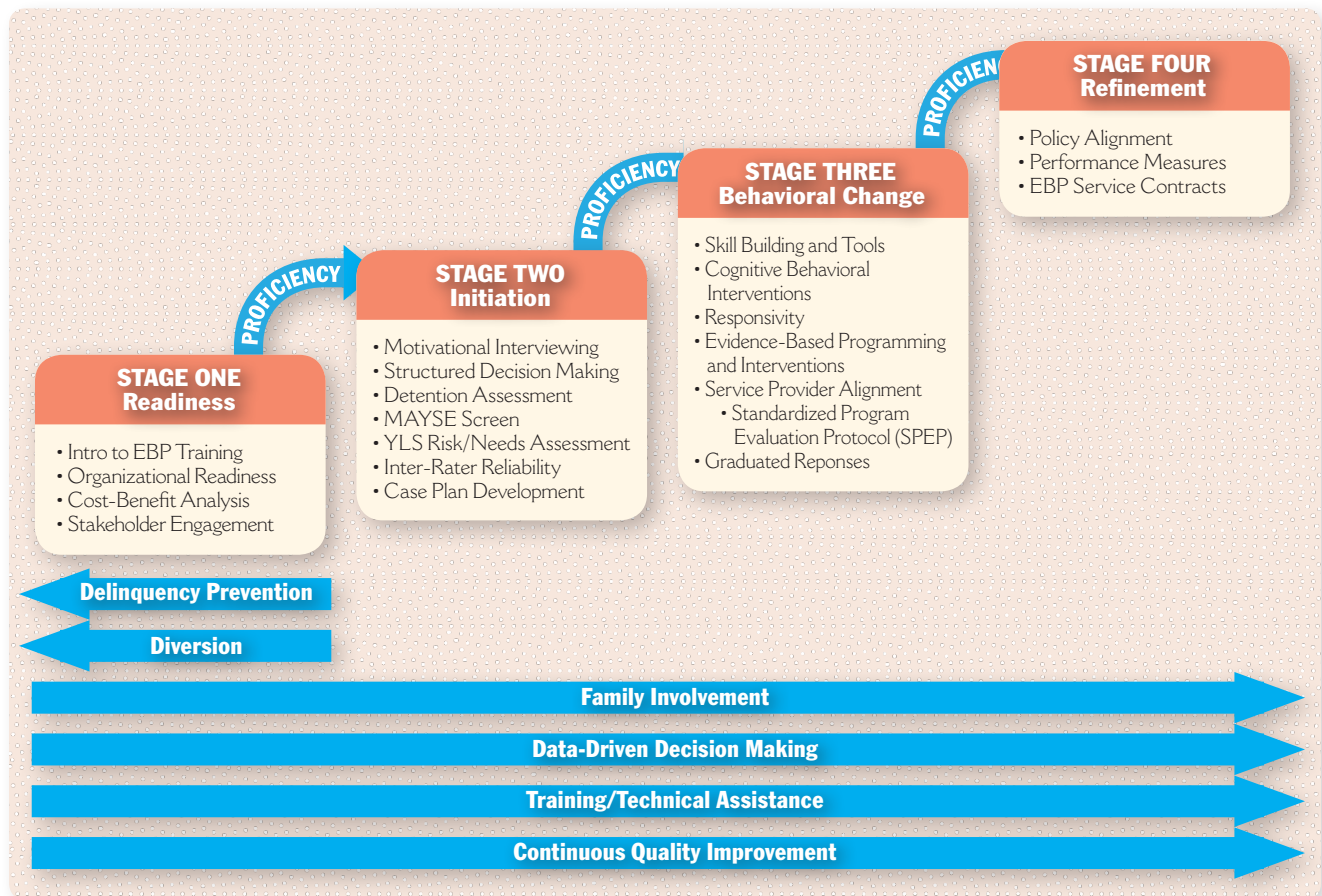 STAGE ONE
Readiness
• Intro to EBP Training
• Organizational Readiness
• Cost-Benefit Analysis
• Stakeholder Engagement
PROFICIENCY
STAGE TWO
Initiation
• Motivational Interviewing
• Structured Decision Making
• Detention Assessment
• MAYSE Screen
• YLS Risk/Needs Assessment
• Inter-Rater Reliability
• Case Plan Development
PROFICIENCY
STAGE THREE
Behavioral Change
• Skill Building and Tools
• Cognitive Behavioral
Interventions
• Responsivity
• Evidence-Based Programming
and Interventions
• Service Provider Alignment
• Standardized Program
Evaluation Protocol (SPEP)
• Graduated Reponses
PROFICIENC
STAGE FOUR
Refinement
• Policy Alignment
• Performance Measures
• EBP Service Contracts
Delinquency Prevention
Diversion
Family Involvement
Data-Driven Decision Making
Training/Technical Assistance
Continuous Quality Improvement